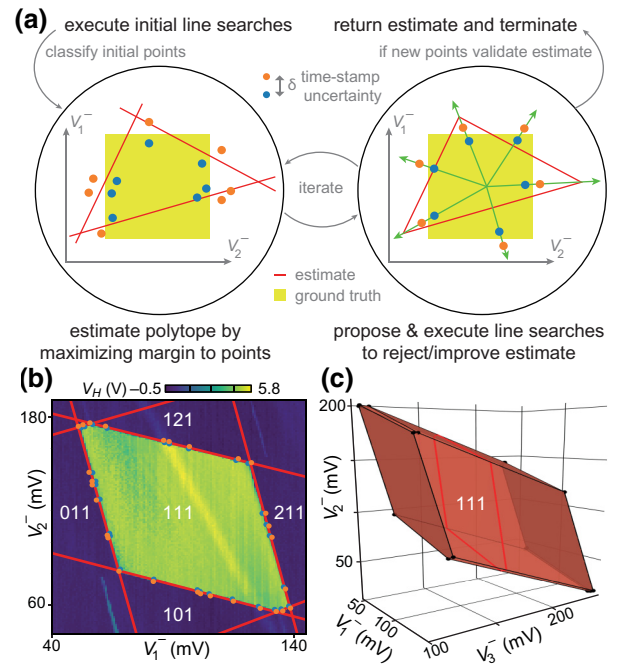 (a) execute initial line searches return estimate and terminate
classify initial points if new points validate estimate
time-stamp
δ uncertainty
V₁⁻ V₁⁻
iterate
V₂⁻ V₂⁻
estimate
ground truth
estimate polytope by propose & execute line searches
maximizing margin to points to reject/improve estimate
(b) V_H (V) –0.5 5.8 (c)
180 121
011 111 211
V₂⁻ (mV)
60 101
40 V₁⁻ (mV) 140
200
111
V₂⁻ (mV)
50
50 100 V₁⁻ (mV)
100 V₃⁻ (mV) 200